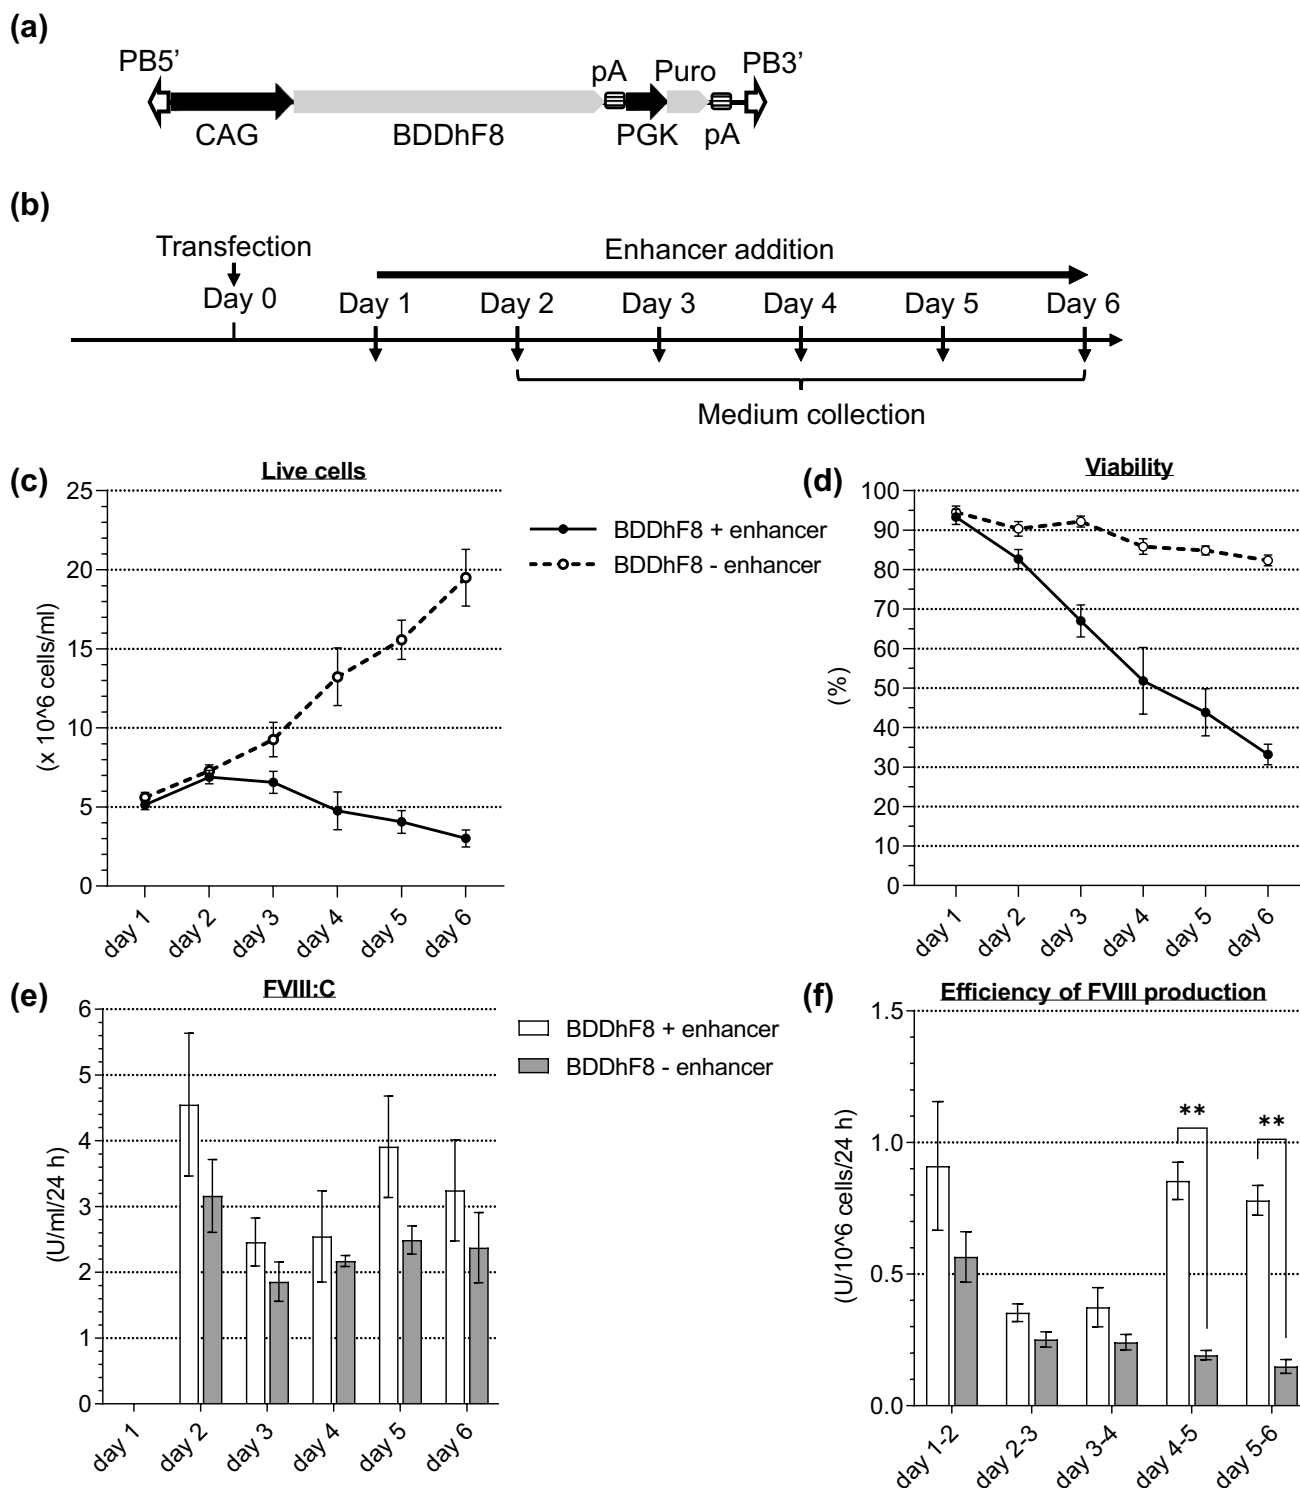 (a)
PB5’
pA
Puro
PB3’
CAG
BDDhF8
PGK
pA
(b)
Transfection
Enhancer addition
Day 0
Day 1
Day 2
Day 3
Day 4
Day 5
Day 6
Medium collection
(c)
Live cells
25
20
15
10
5
0
(x 10^6 cells/ml)
day 1
day 2
day 3
day 4
day 5
day 6
BDDhF8 + enhancer
BDDhF8 - enhancer
(d)
Viability
100
90
80
70
60
50
40
30
20
10
0
(%)
day 1
day 2
day 3
day 4
day 5
day 6
(e)
FVIII:C
6
5
4
3
2
1
0
(U/ml/24 h)
day 1
day 2
day 3
day 4
day 5
day 6
BDDhF8 + enhancer
BDDhF8 - enhancer
(f)
Efficiency of FVIII production
1.5
1.0
0.5
0.0
(U/10^6 cells/24 h)
**
**
day 1-2
day 2-3
day 3-4
day 4-5
day 5-6